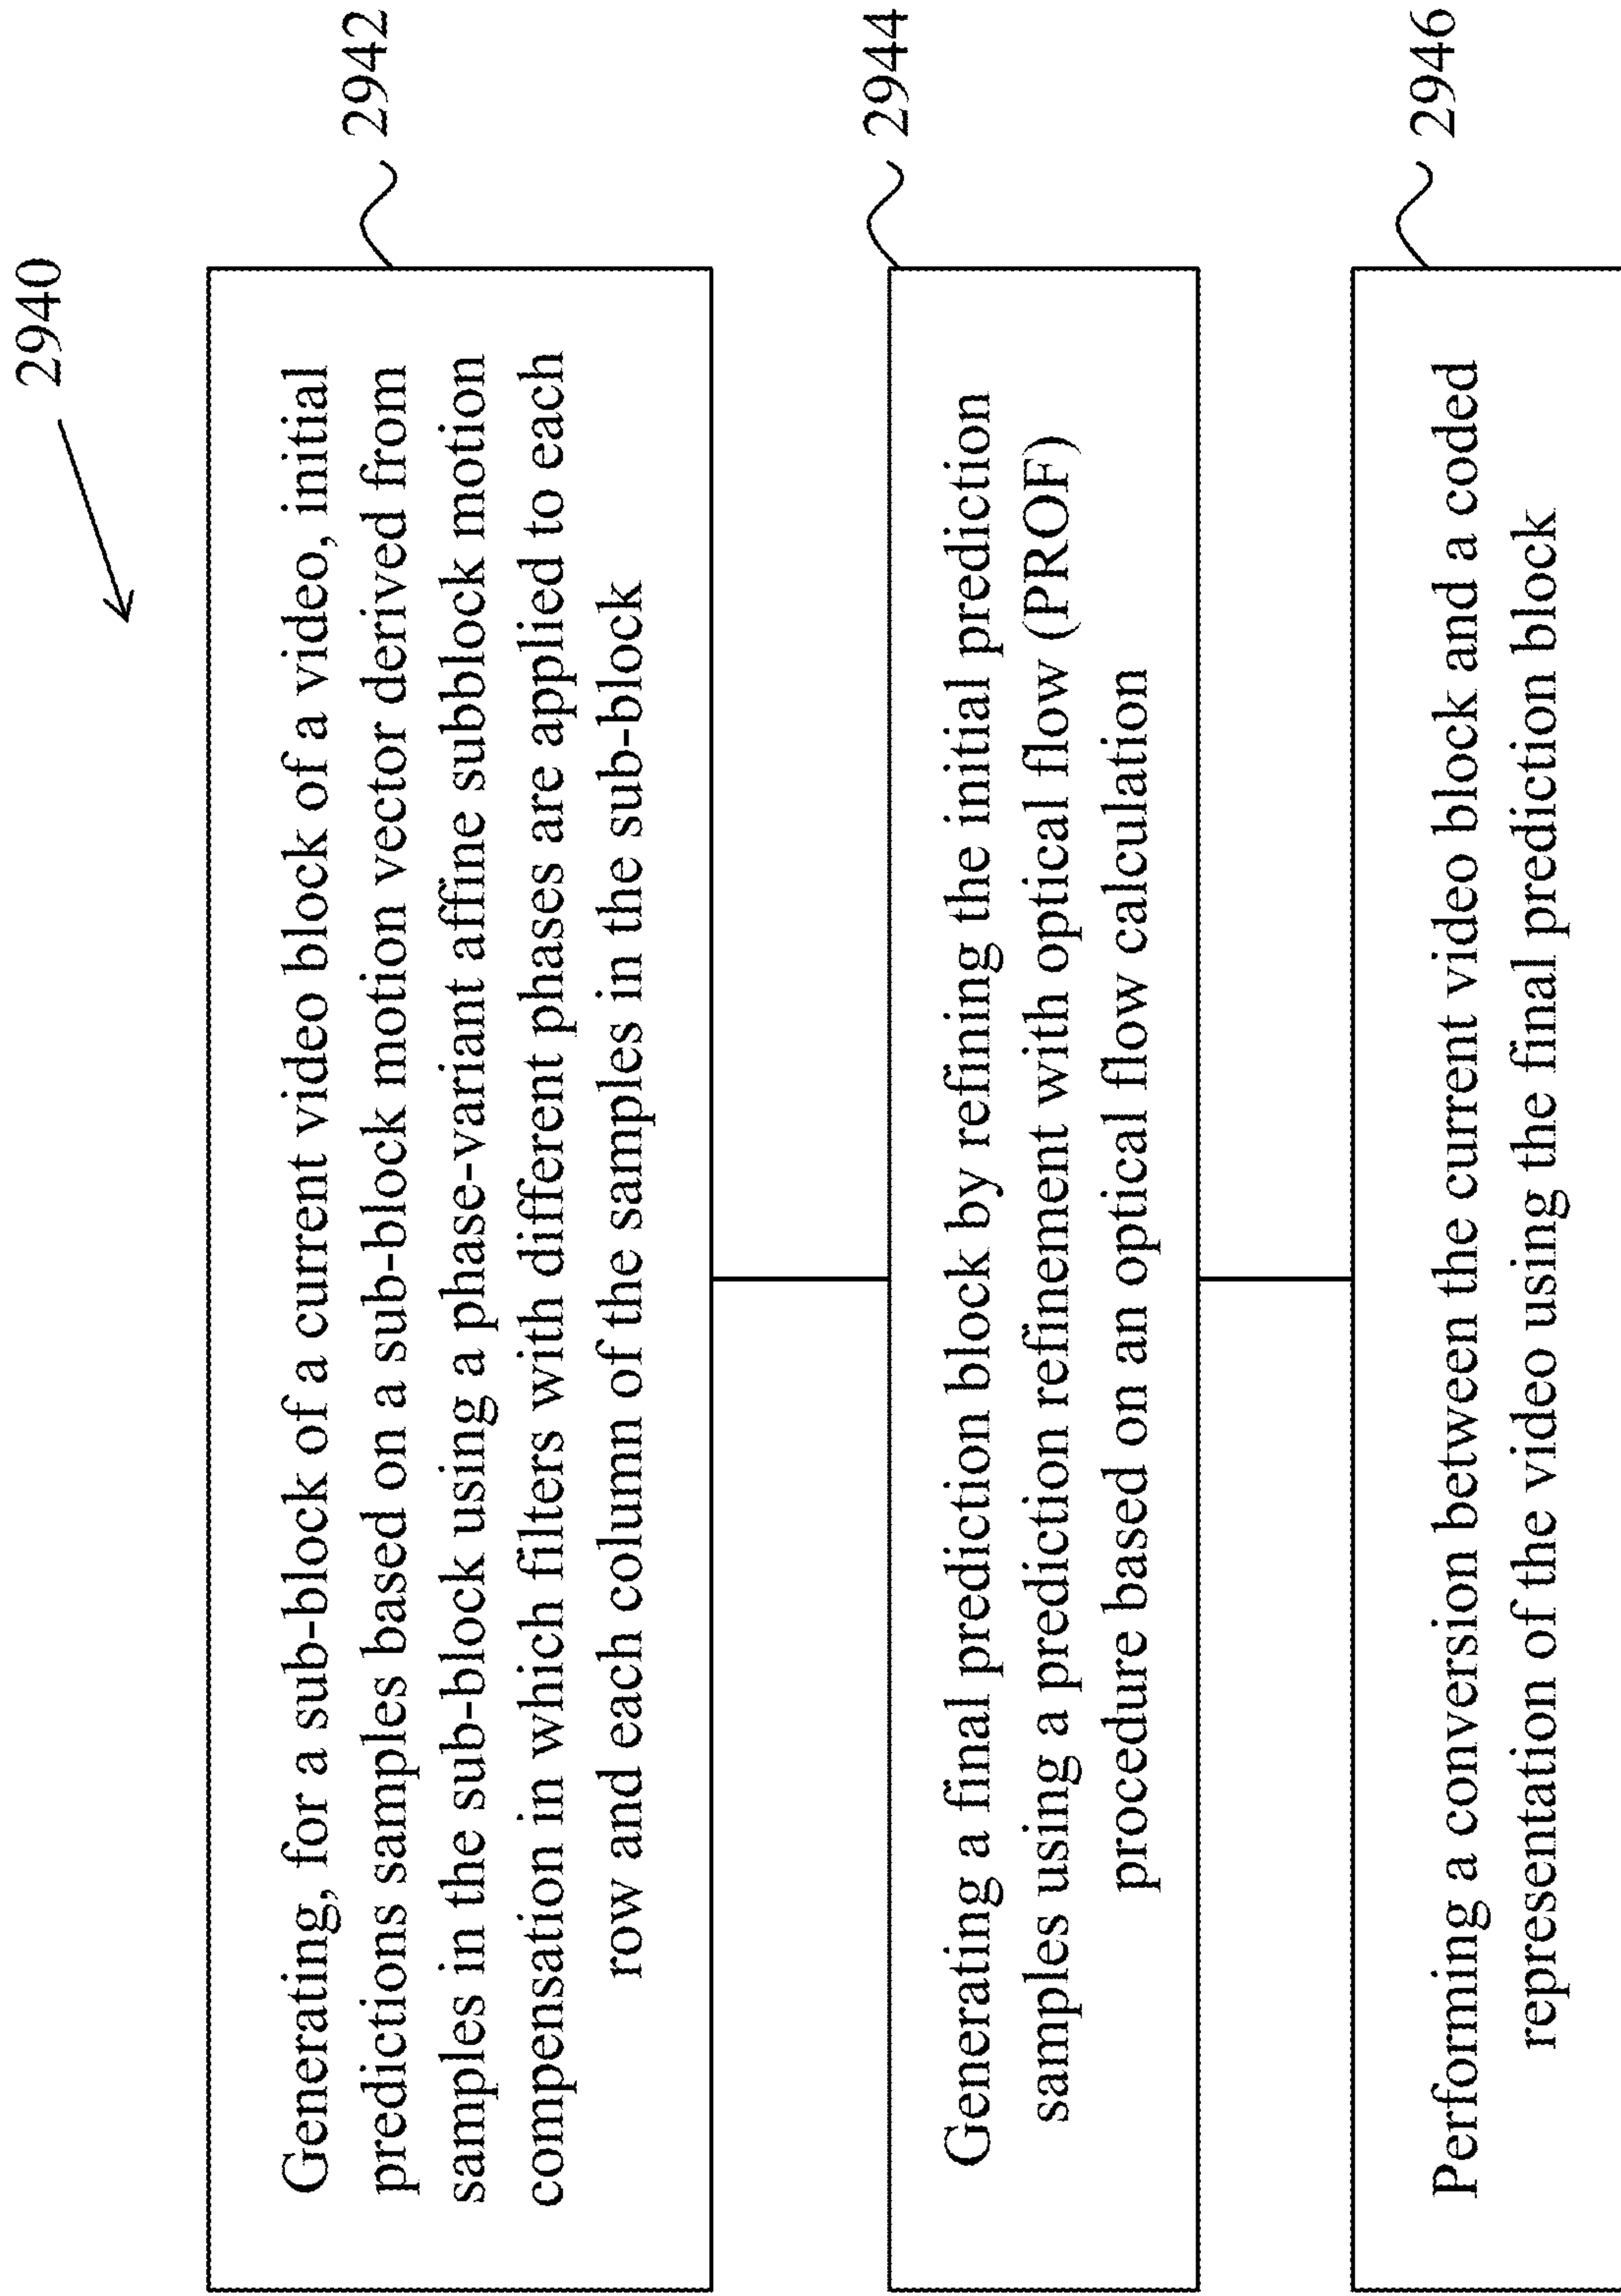 2940
Generating, for a sub-block of a current video block of a video, initial
predictions samples based on a sub-block motion vector derived from
samples in the sub-block using a phase-variant affine subblock motion
compensation in which filters with different phases are applied to each
row and each column of the samples in the sub-block
2942
Generating a final prediction block by refining the initial prediction
samples using a prediction refinement with optical flow (PROF)
procedure based on an optical flow calculation
2944
Performing a conversion between the current video block and a coded
representation of the video using the final prediction block
2946